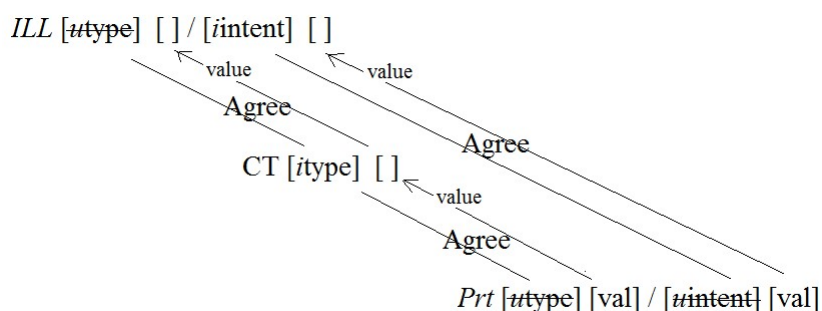 ILL [utype] [ ] / [iintent] [ ]
value value
Agree
Agree
CT [itype] [ ]
value
Agree
Prt [utype] [val] / [uintent] [val]